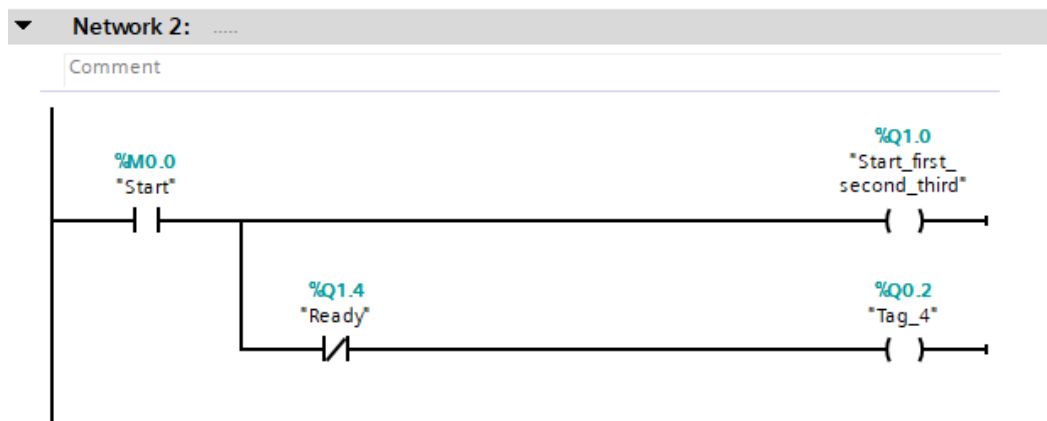 Network 2: .....
Comment
%Q1.0
"Start_first_
second_third"
%M0.0
"Start"
%Q1.4
"Ready"
%Q0.2
"Tag_4"